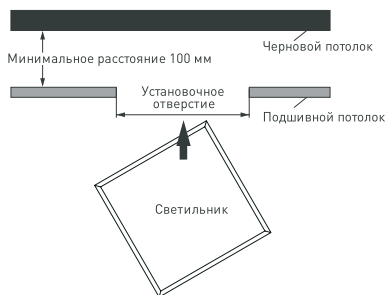 Черновой потолок
Минимальное расстояние 100 мм
Установочное
отверстие
Подшивной потолок
Светильник